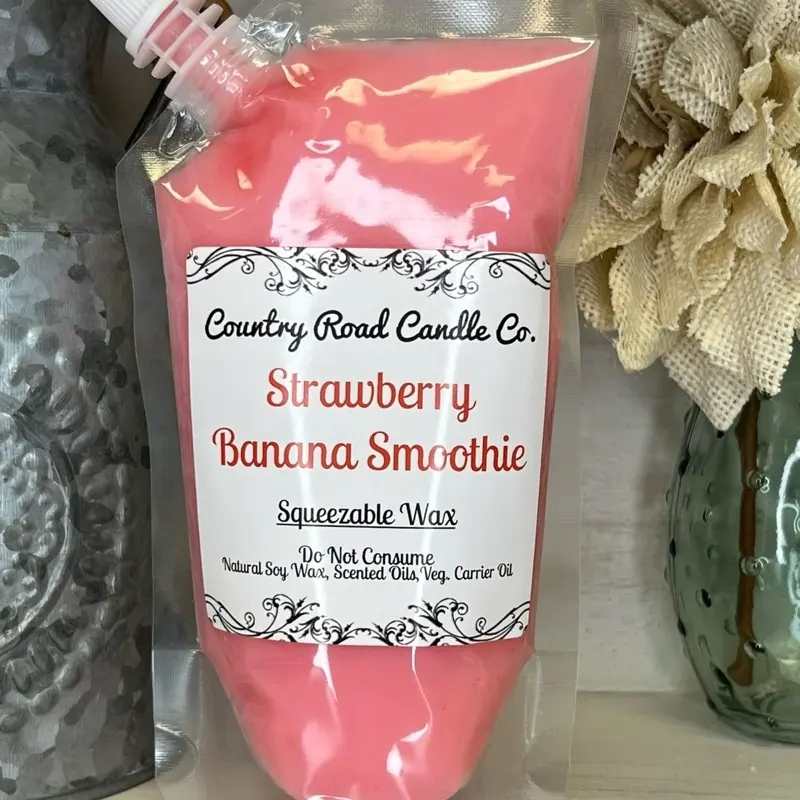 Country Road Candle Co.
Strawberry
Banana Smoothie
Squeezable Wax
Do Not Consume
Natural Soy Wax, Scented Oils, Veg. Carrier Oil